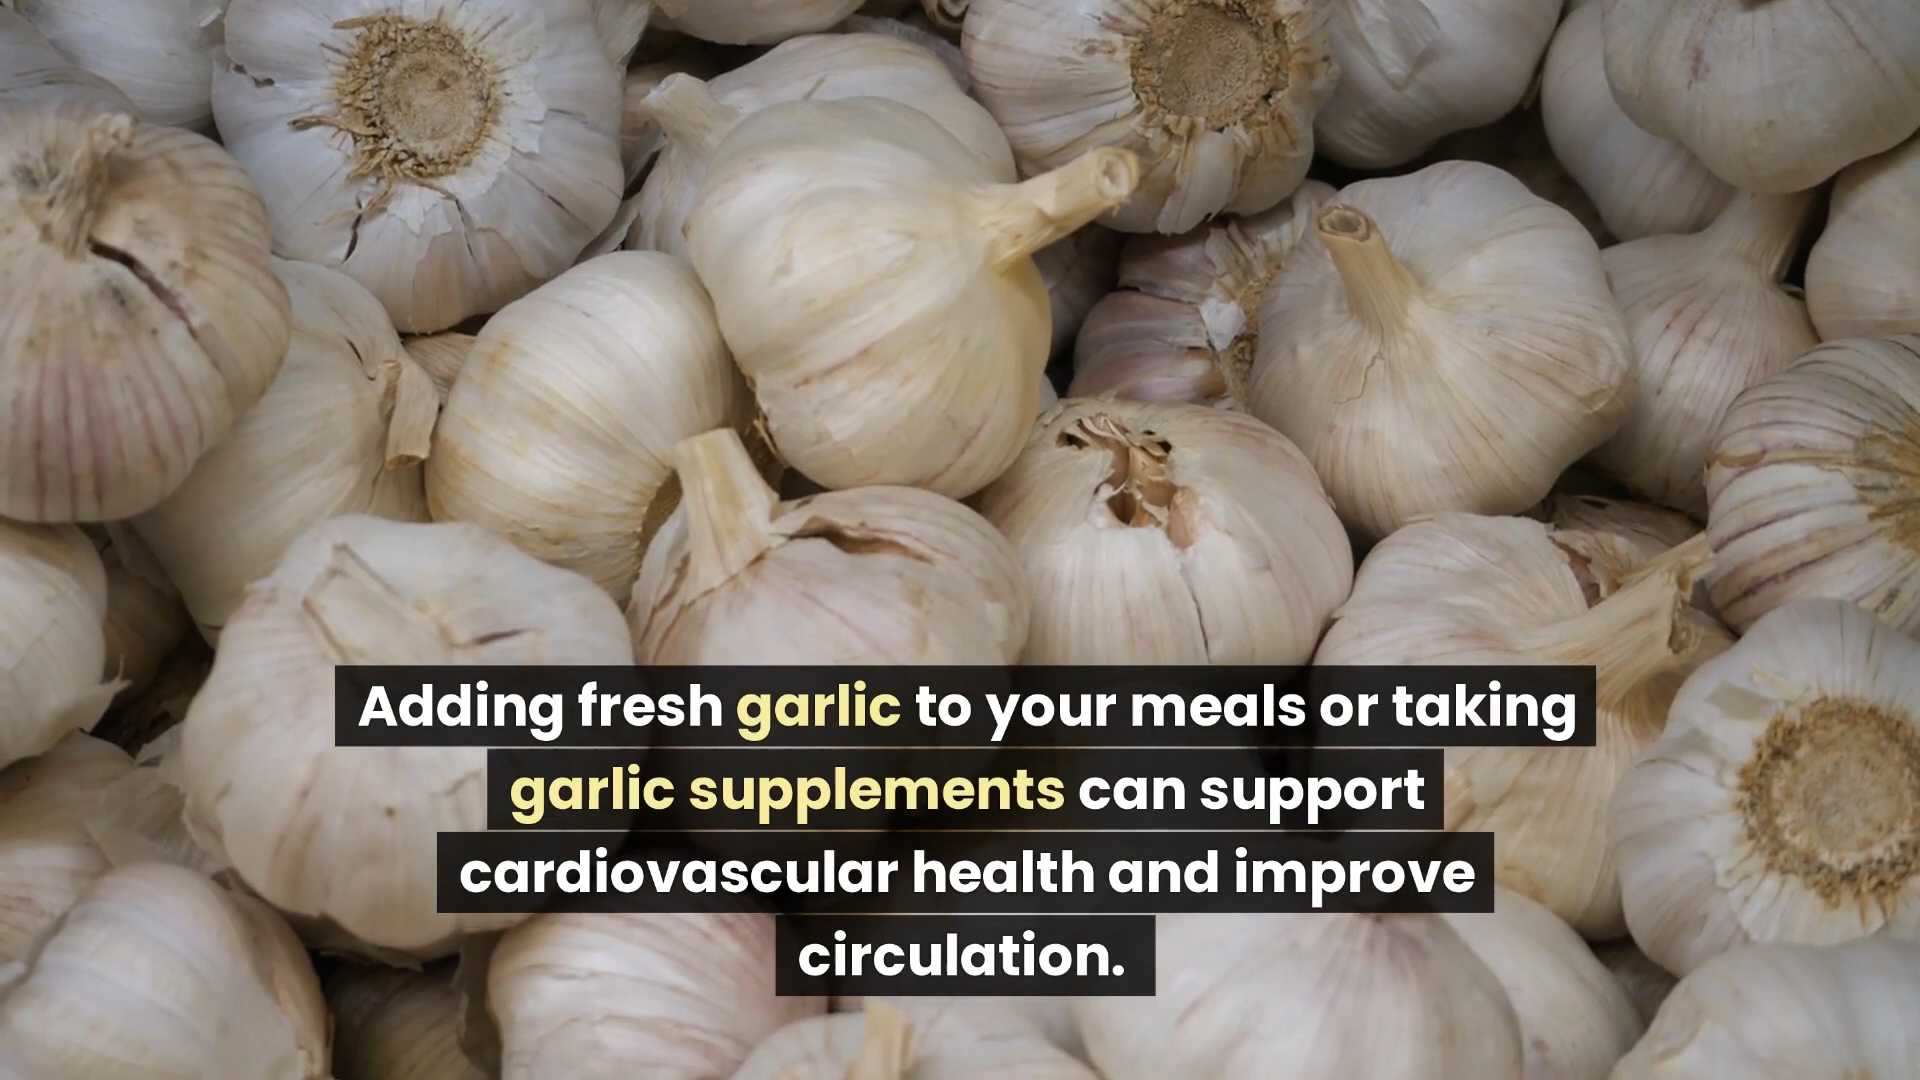 Adding fresh garlic to your meals or taking
garlic supplements can support
cardiovascular health and improve
circulation.